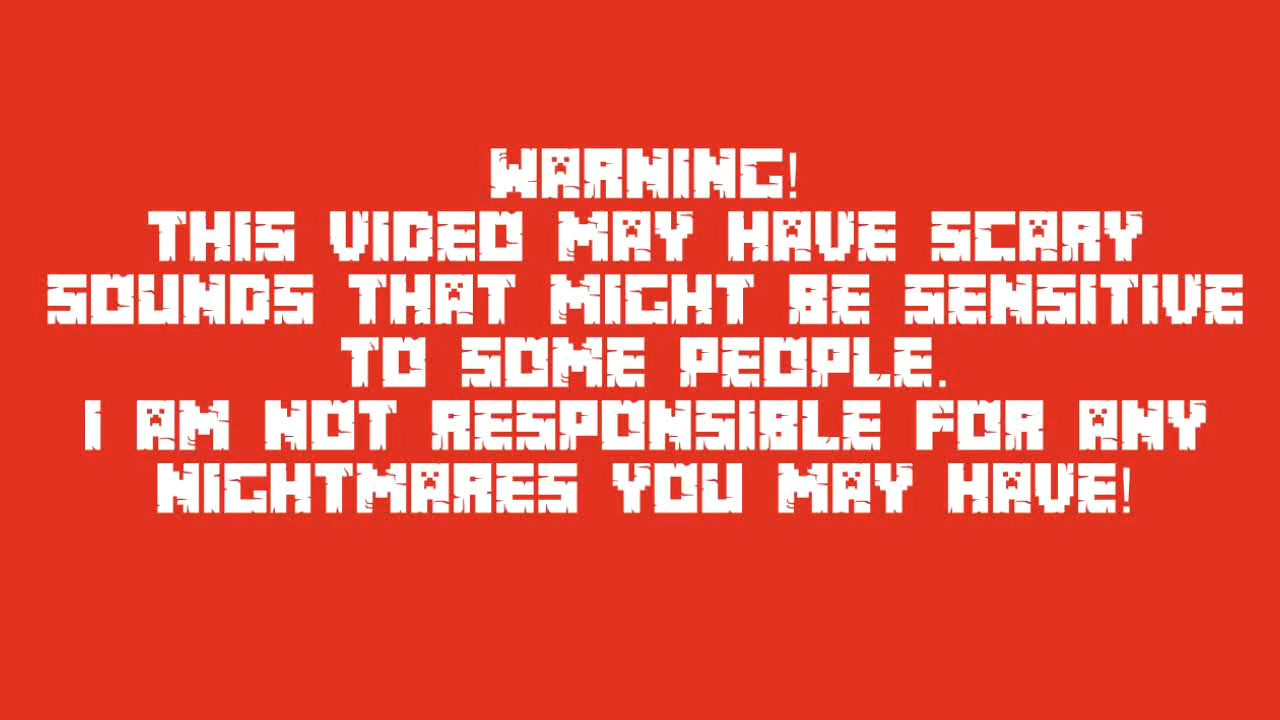 WARNING!
THIS VIDEO MAY HAVE SCARY
SOUNDS THAT MIGHT BE SENSITIVE
TO SOME PEOPLE.
I AM NOT RESPONSIBLE FOR ANY
NIGHTMARES YOU MAY HAVE!